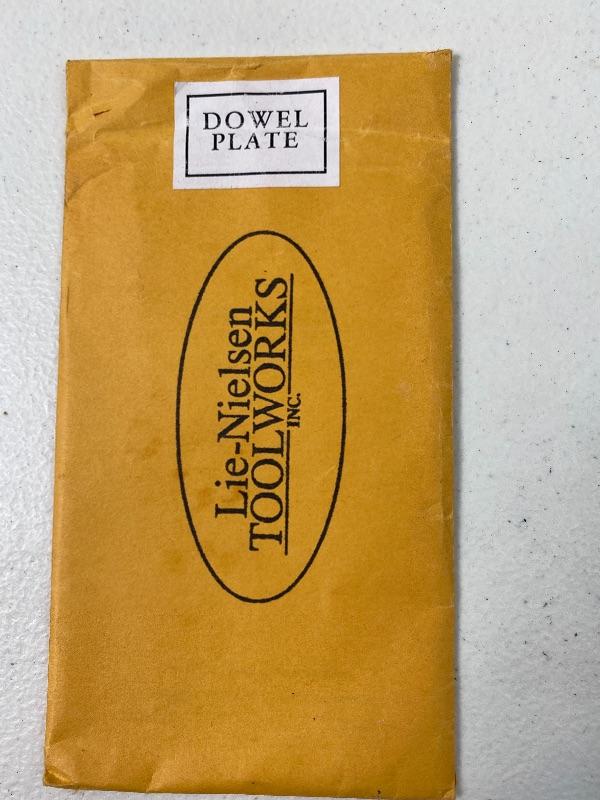 DOWEL
PLATE
Lie-Nielsen
TOOLWORKS
INC.